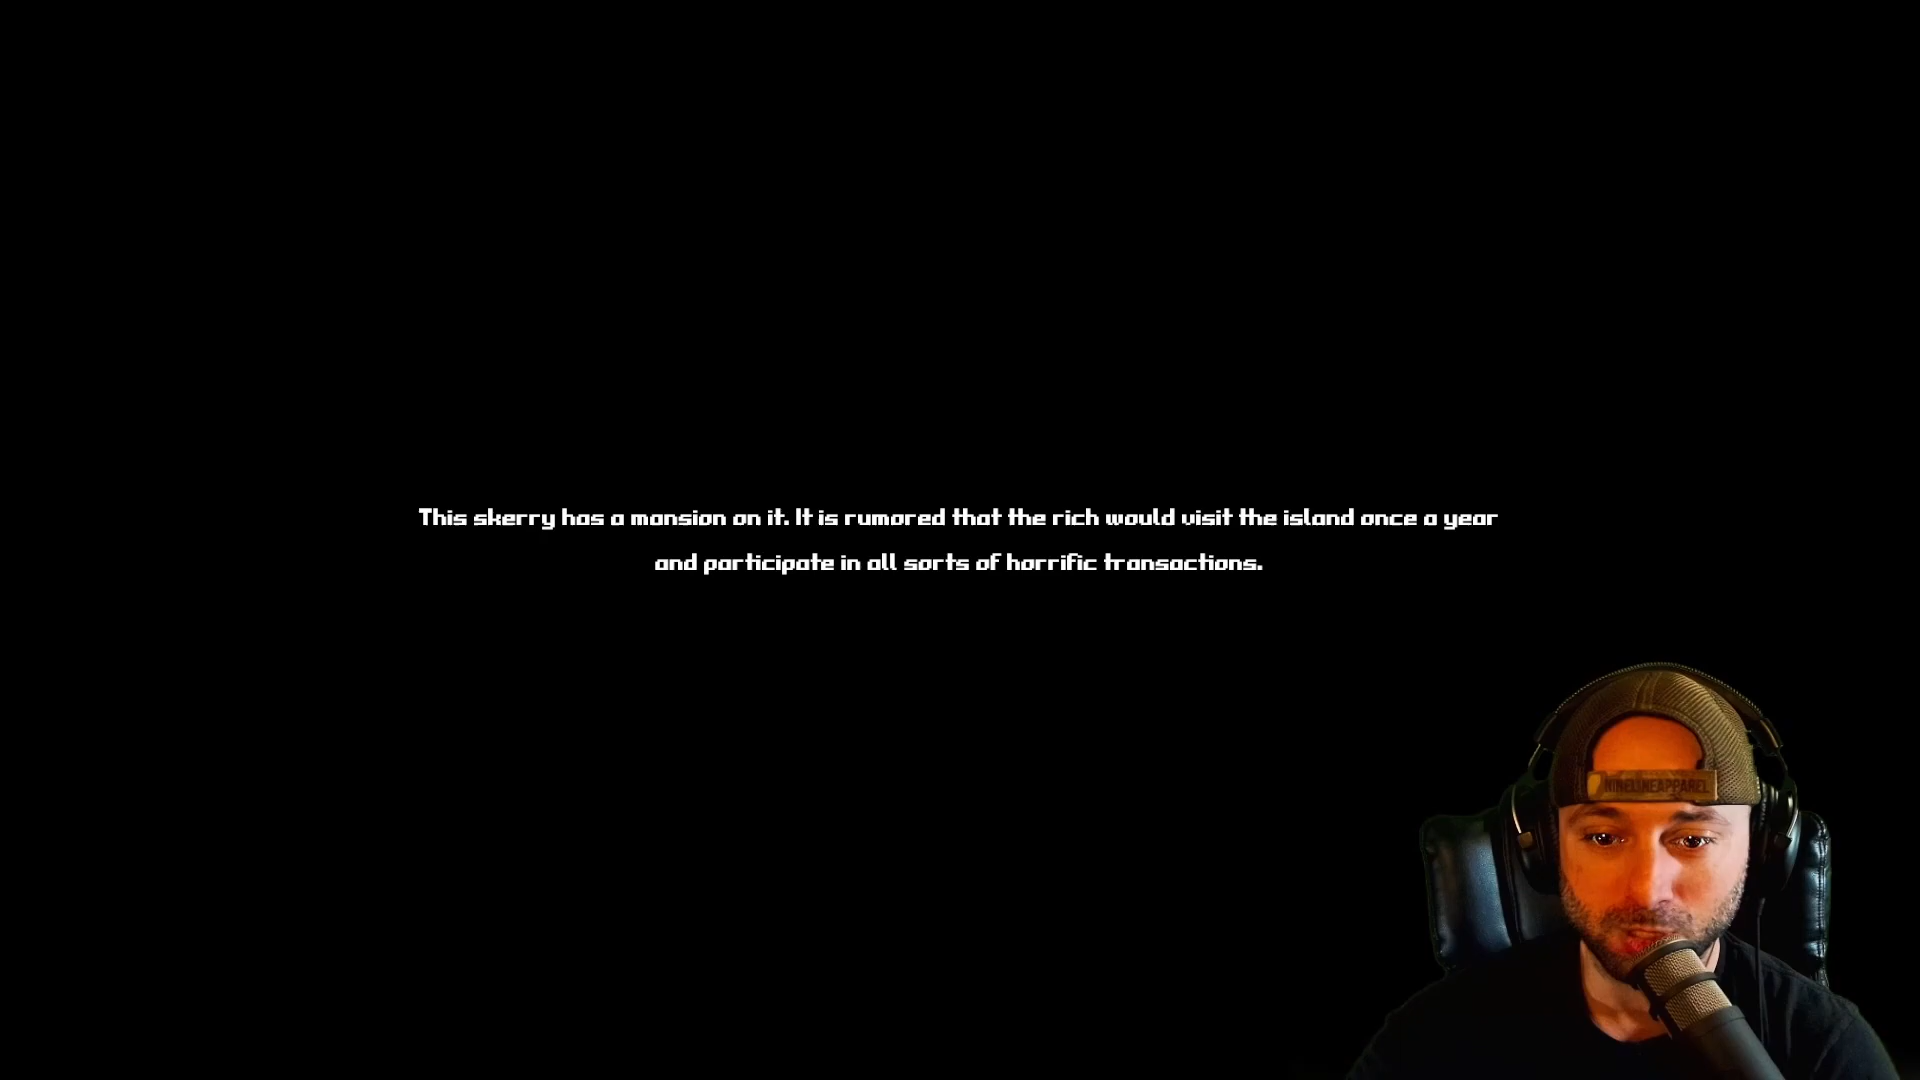 This skerry has a mansion on it. It is rumored that the rich would visit the island once a year
and participate in all sorts of horrific transactions.
NINELINEAPPAREL